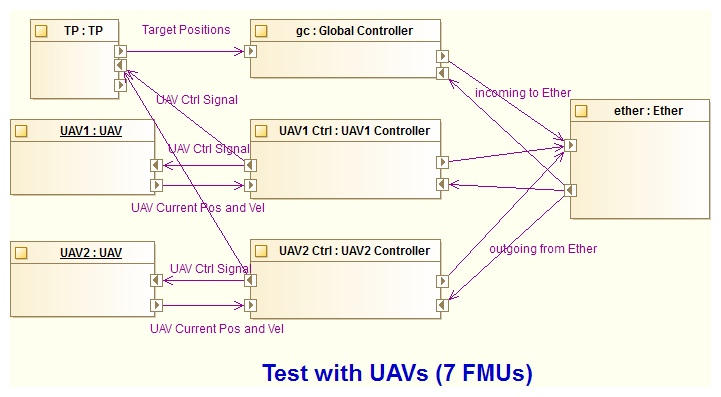 TP : TP
Target Positions
gc : Global Controller
UAV Ctrl Signal
incoming to Ether
ether : Ether
UAV1 : UAV
UAV Ctrl Signal
UAV1 Ctrl : UAV1 Controller
UAV Current Pos and Vel
UAV2 : UAV
UAV Ctrl Signal
UAV2 Ctrl : UAV2 Controller
outgoing from Ether
UAV Current Pos and Vel
Test with UAVs (7 FMUs)